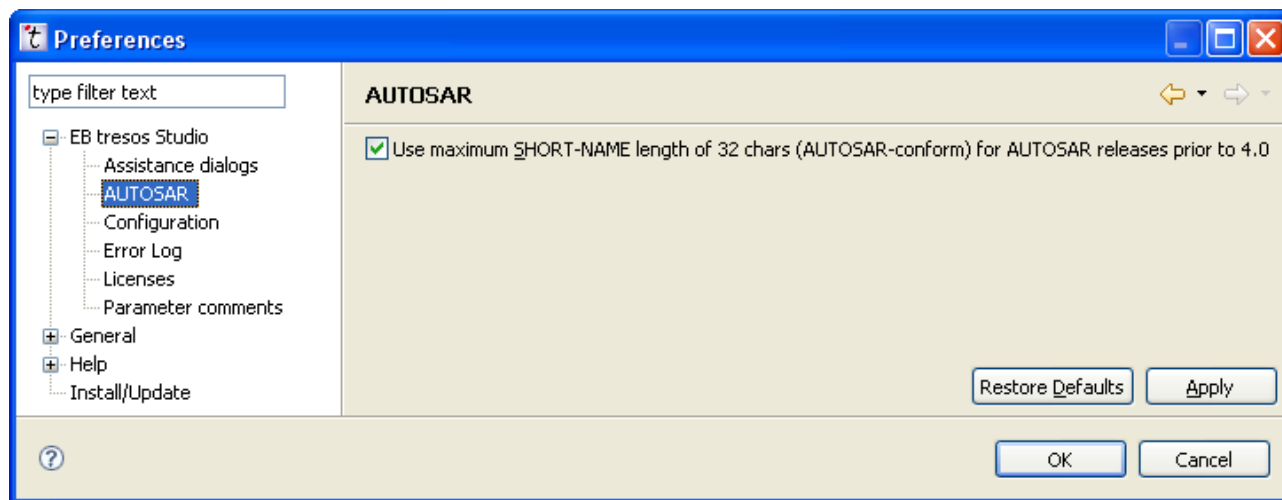 Preferences
type filter text
EB tresos Studio
Assistance dialogs
AUTOSAR
Configuration
Error Log
Licenses
Parameter comments
General
Help
Install/Update
AUTOSAR
Use maximum SHORT-NAME length of 32 chars (AUTOSAR-conform) for AUTOSAR releases prior to 4.0
Restore Defaults Apply
OK Cancel